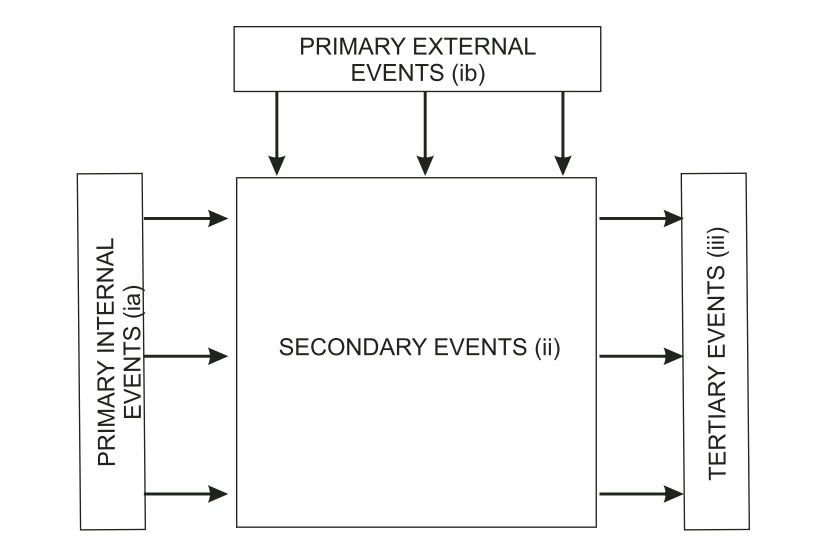 PRIMARY EXTERNAL
EVENTS (ib)
PRIMARY INTERNAL
EVENTS (ia)
SECONDARY EVENTS (ii)
TERTIARY EVENTS (iii)